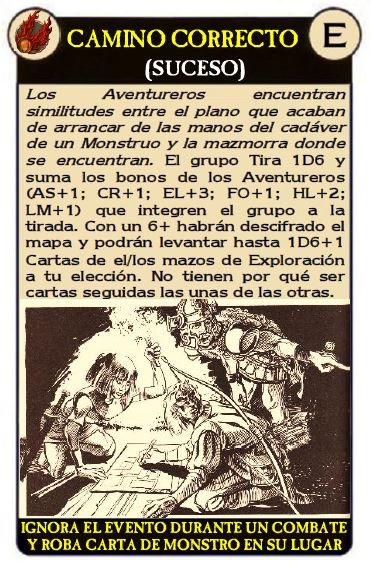 CAMINO CORRECTO
E
(SUCESO)
Los Aventureros encuentran
similitudes entre el plano que acaban
de arrancar de las manos del cadáver
de un Monstruo y la mazmorra donde
se encuentran. El grupo Tira 1D6 y
suma los bonos de los Aventureros
(AS+1; CR+1; EL+3; FO+1; HL+2;
LM+1) que integren el grupo a la
tirada. Con un 6+ habrán descifrado el
mapa y podrán levantar hasta 1D6+1
Cartas de el/los mazos de Exploración
a tu elección. No tienen por qué ser
cartas seguidas las unas de las otras.
IGNORA EL EVENTO DURANTE UN COMBATE
Y ROBA CARTA DE MONSTRO EN SU LUGAR